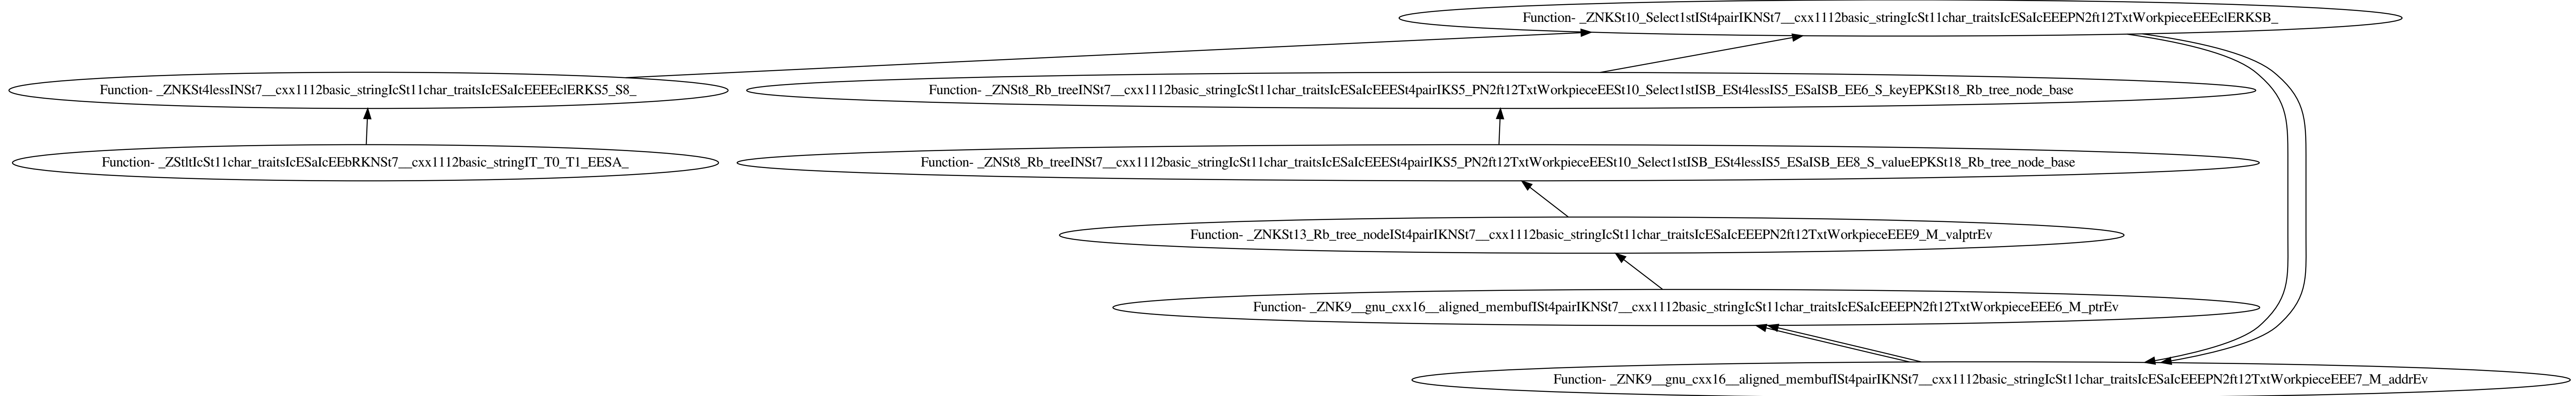 Function- _ZNKSt10_Select1stISt4pairIKNSt7__cxx1112basic_stringIcSt11char_traitsIcESaIcEEEPN2ft12TxtWorkpieceEEEclERKSB_
Function- _ZNKSt4lessINSt7__cxx1112basic_stringIcSt11char_traitsIcESaIcEEEEclERKS5_S8_
Function- _ZNSt8_Rb_treeINSt7__cxx1112basic_stringIcSt11char_traitsIcESaIcEEESt4pairIKS5_PN2ft12TxtWorkpieceEESt10_Select1stISB_ESt4lessIS5_ESaISB_EE6_S_keyEPKSt18_Rb_tree_node_base
Function- _ZStltIcSt11char_traitsIcESaIcEEbRKNSt7__cxx1112basic_stringIT_T0_T1_EESA_
Function- _ZNSt8_Rb_treeINSt7__cxx1112basic_stringIcSt11char_traitsIcESaIcEEESt4pairIKS5_PN2ft12TxtWorkpieceEESt10_Select1stISB_ESt4lessIS5_ESaISB_EE8_S_valueEPKSt18_Rb_tree_node_base
Function- _ZNKSt13_Rb_tree_nodeISt4pairIKNSt7__cxx1112basic_stringIcSt11char_traitsIcESaIcEEEPN2ft12TxtWorkpieceEEE9_M_valptrEv
Function- _ZNK9__gnu_cxx16__aligned_membufISt4pairIKNSt7__cxx1112basic_stringIcSt11char_traitsIcESaIcEEEPN2ft12TxtWorkpieceEEE6_M_ptrEv
Function- _ZNK9__gnu_cxx16__aligned_membufISt4pairIKNSt7__cxx1112basic_stringIcSt11char_traitsIcESaIcEEEPN2ft12TxtWorkpieceEEE7_M_addrEv